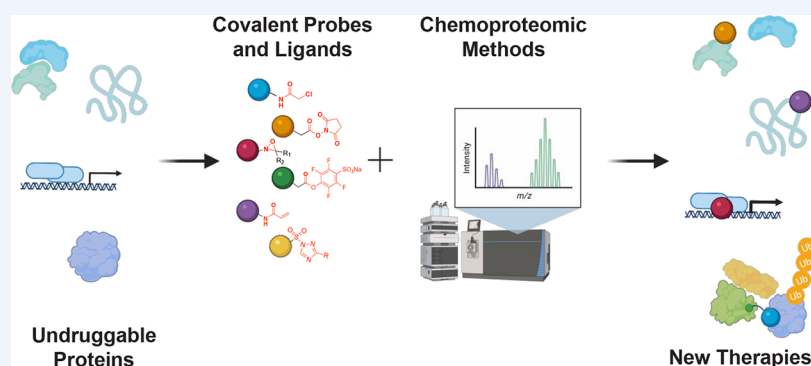 Covalent Probes
and Ligands
Chemoproteomic
Methods
Cl
O
N
H
O
O
N
O
O
N
O
R1
R2
F
F
SO3Na
O
O
F
F
O
N
H
O
S
O
N
N
N
R
Intensity
m/z
Ub
Ub
Ub
Ub
Undruggable
Proteins
New Therapies